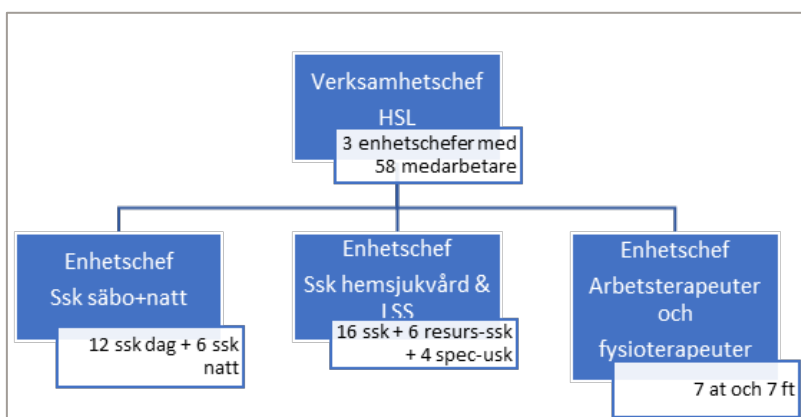 Verksamhetschef
HSL
3 enhetschefer med
58 medarbetare
Enhetschef
Ssk säbo+natt
12 ssk dag + 6 ssk
natt
Enhetschef
Ssk hemsjukvård &
LSS
16 ssk + 6 resurs-ssk
+ 4 spec-usk
Enhetschef
Arbetsterapeuter
och
fysioterapeuter
7 at och 7 ft